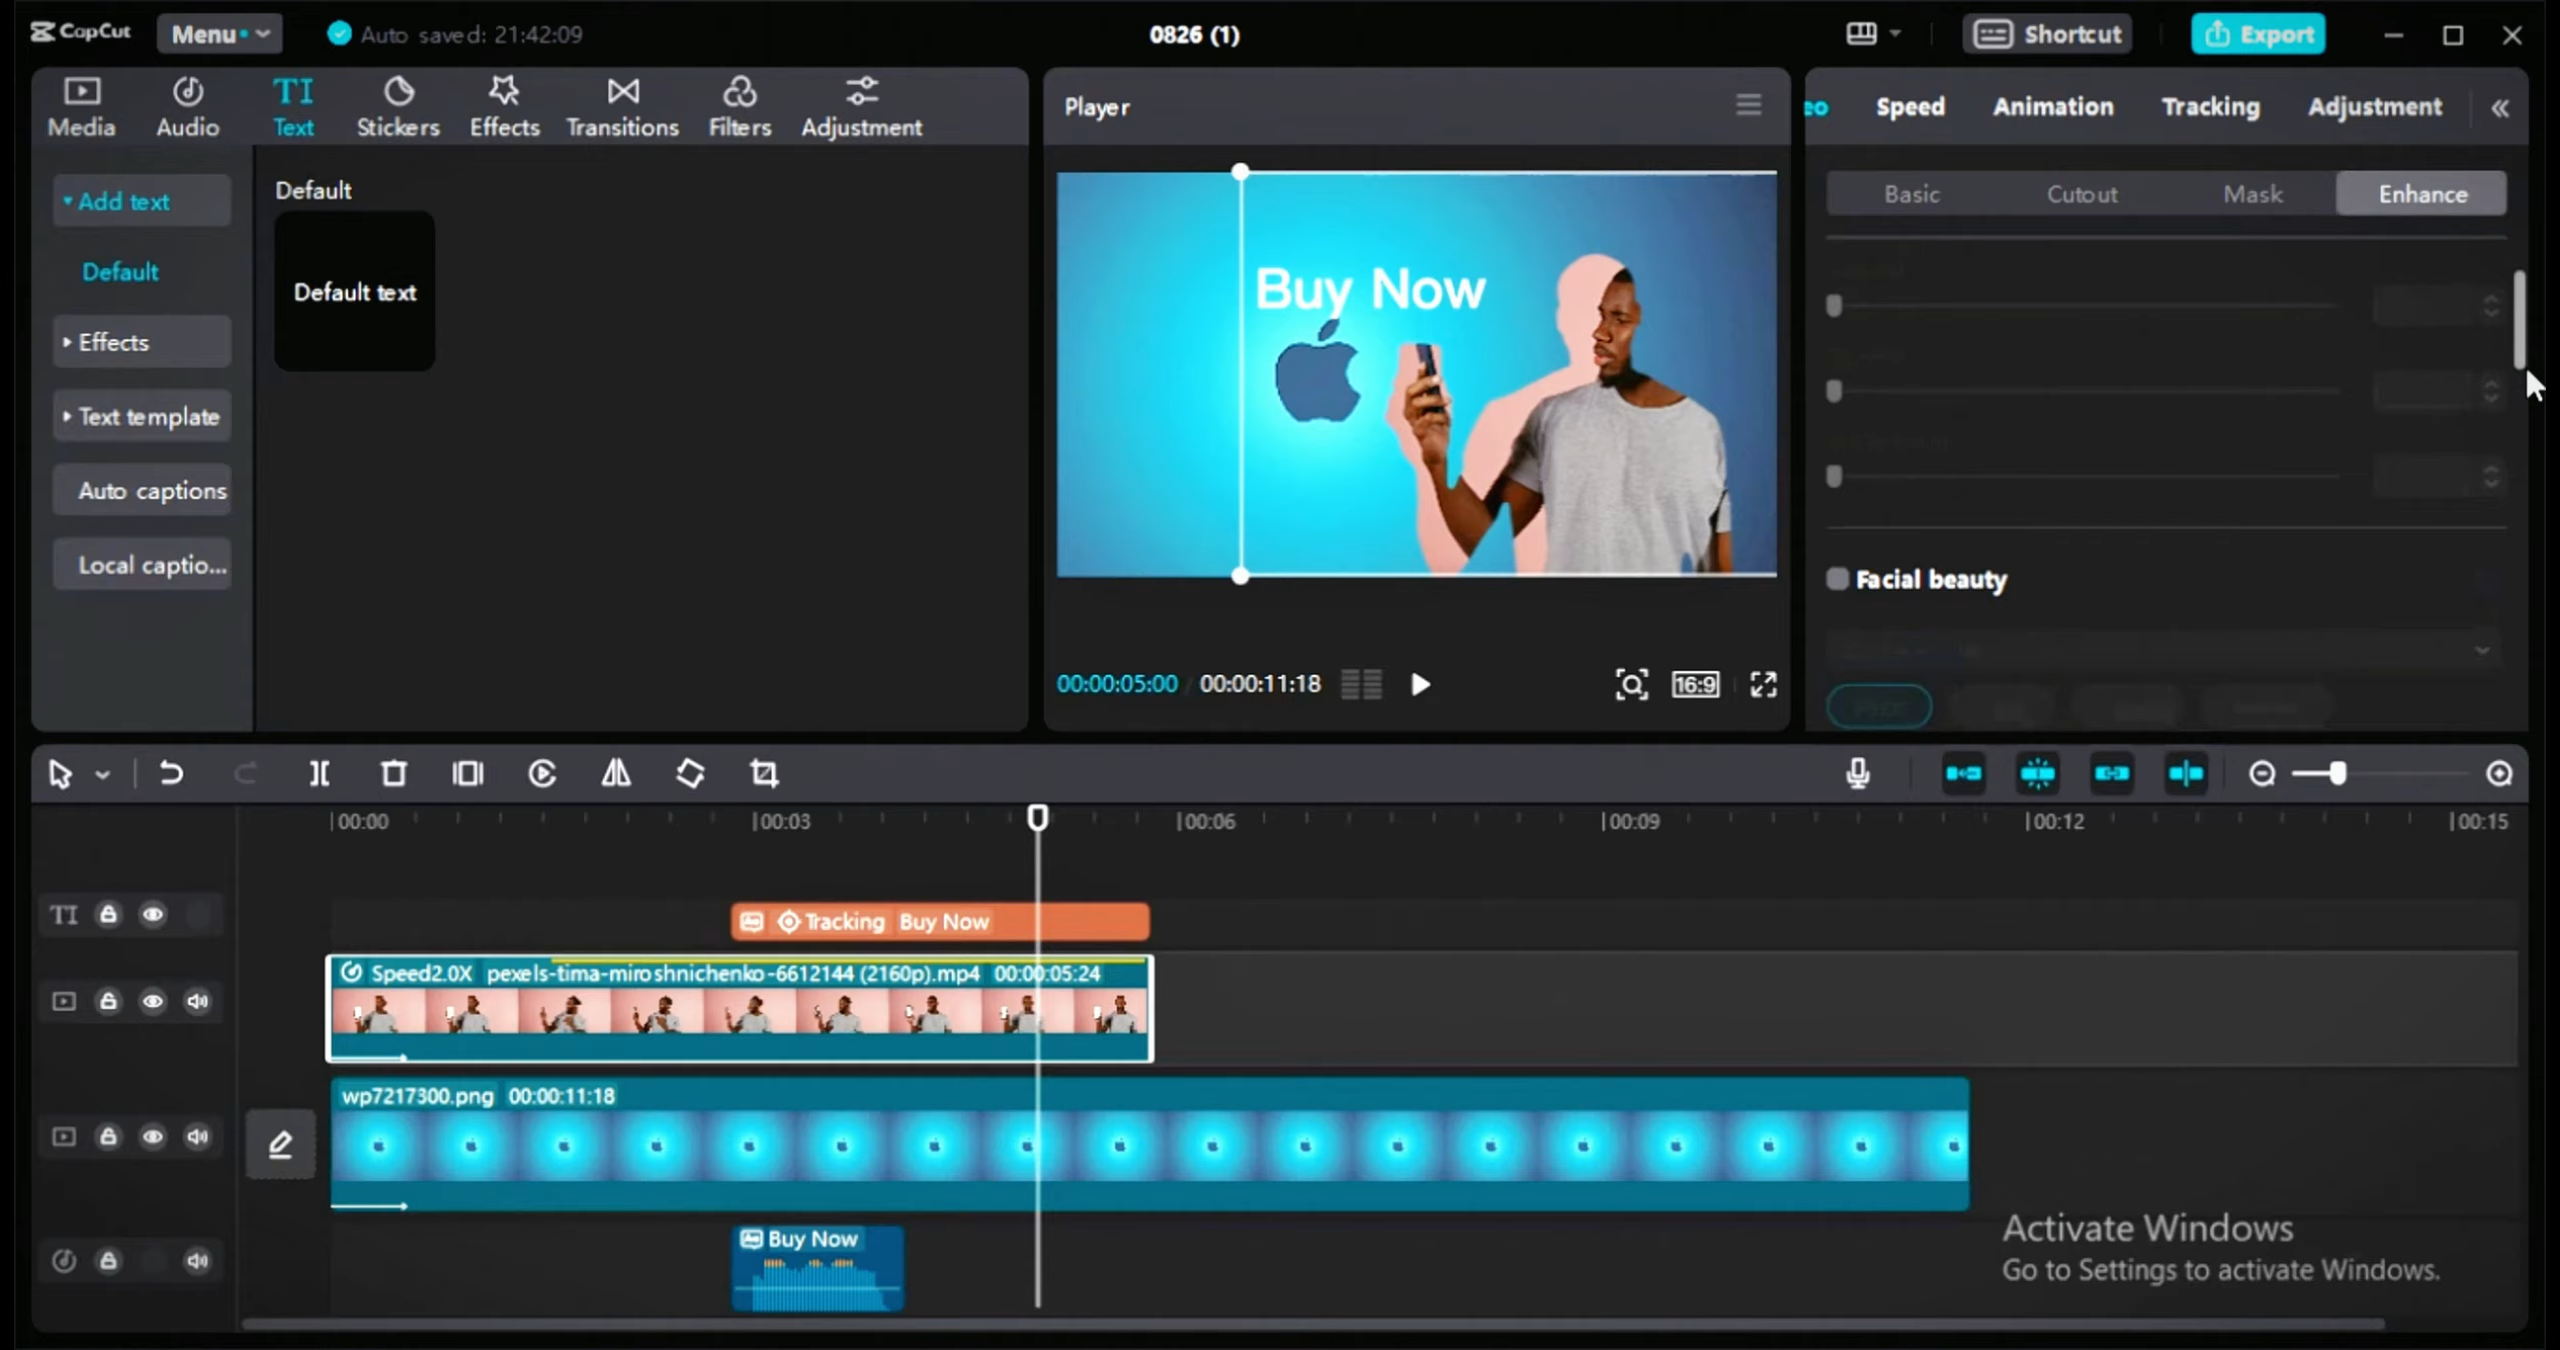 CapCut
Menu
Auto saved: 21:42:09
0826 (1)
Shortcut
Export
Media
Audio
TI
Text
Stickers
Effects
Transitions
Filters
Adjustment
Add text
Default
Effects
Text template
Auto captions
Local captio...
Default
Default text
Player
Buy Now
00:00:05:00
00:00:11:18
16:9
eo
Speed
Animation
Tracking
Adjustment
Basic
Cutout
Mask
Enhance
Facial beauty
00:00
00:03
00:06
00:09
00:12
00:15
TI
Tracking Buy Now
Speed2.0X pexels-tima-miroshnichenko-6612144 (2160p).mp4 00:00:05:24
wp7217300.png 00:00:11:18
Buy Now
Activate Windows
Go to Settings to activate Windows.